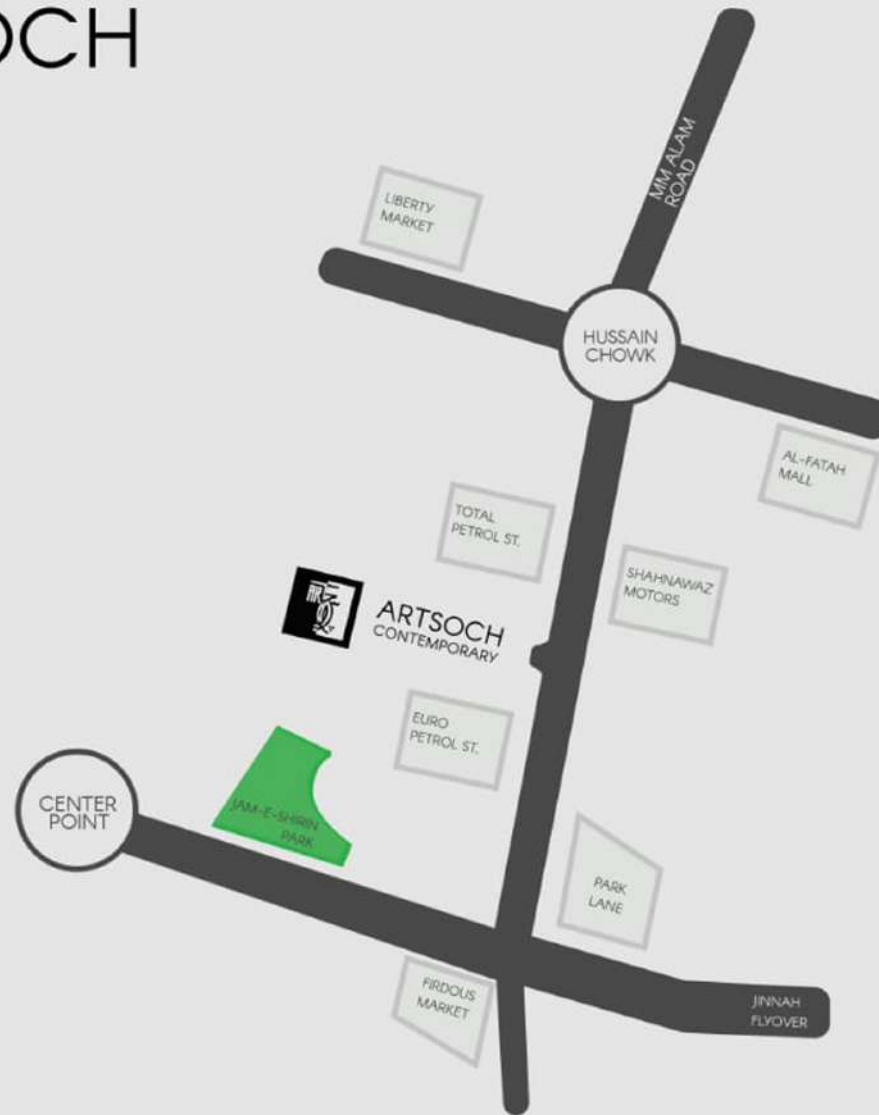 OCH
MM ALAM
ROAD
LIBERTY
MARKET
HUSSAIN
CHOWK
AL-FATAH
MALL
TOTAL
PETROL ST.
SHAHNAWAZ
MOTORS
ARTSOCH
CONTEMPORARY
EURO
PETROL ST.
CENTER
POINT
JAM-E-SHIRIN
PARK
PARK
LANE
FIRDOUS
MARKET
JINNAH
FLYOVER